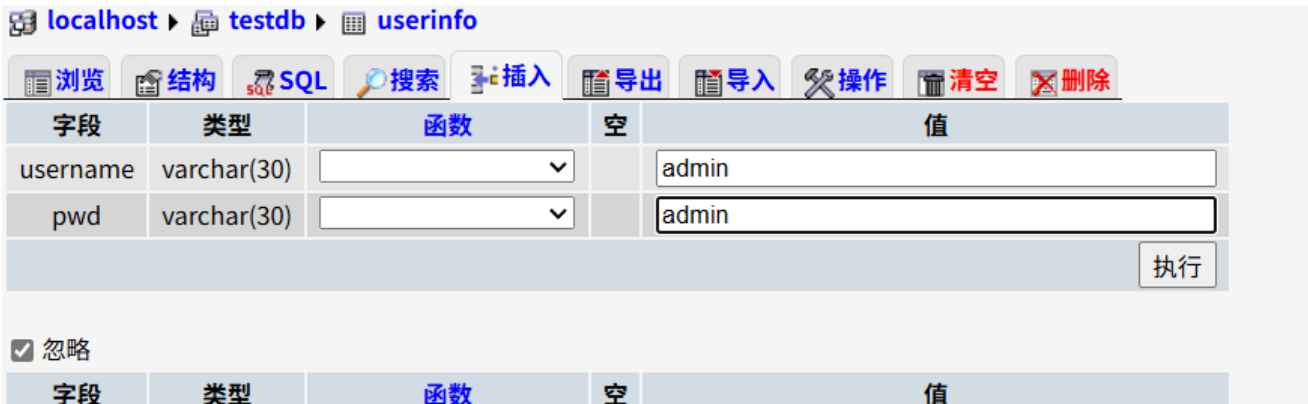 localhost testdb userinfo
浏览 结构 SQL 搜索 插入 导出 导入 操作 清空 删除
字段 类型 函数 空 值
username varchar(30) admin
pwd varchar(30) admin
执行
忽略
字段 类型 函数 空 值